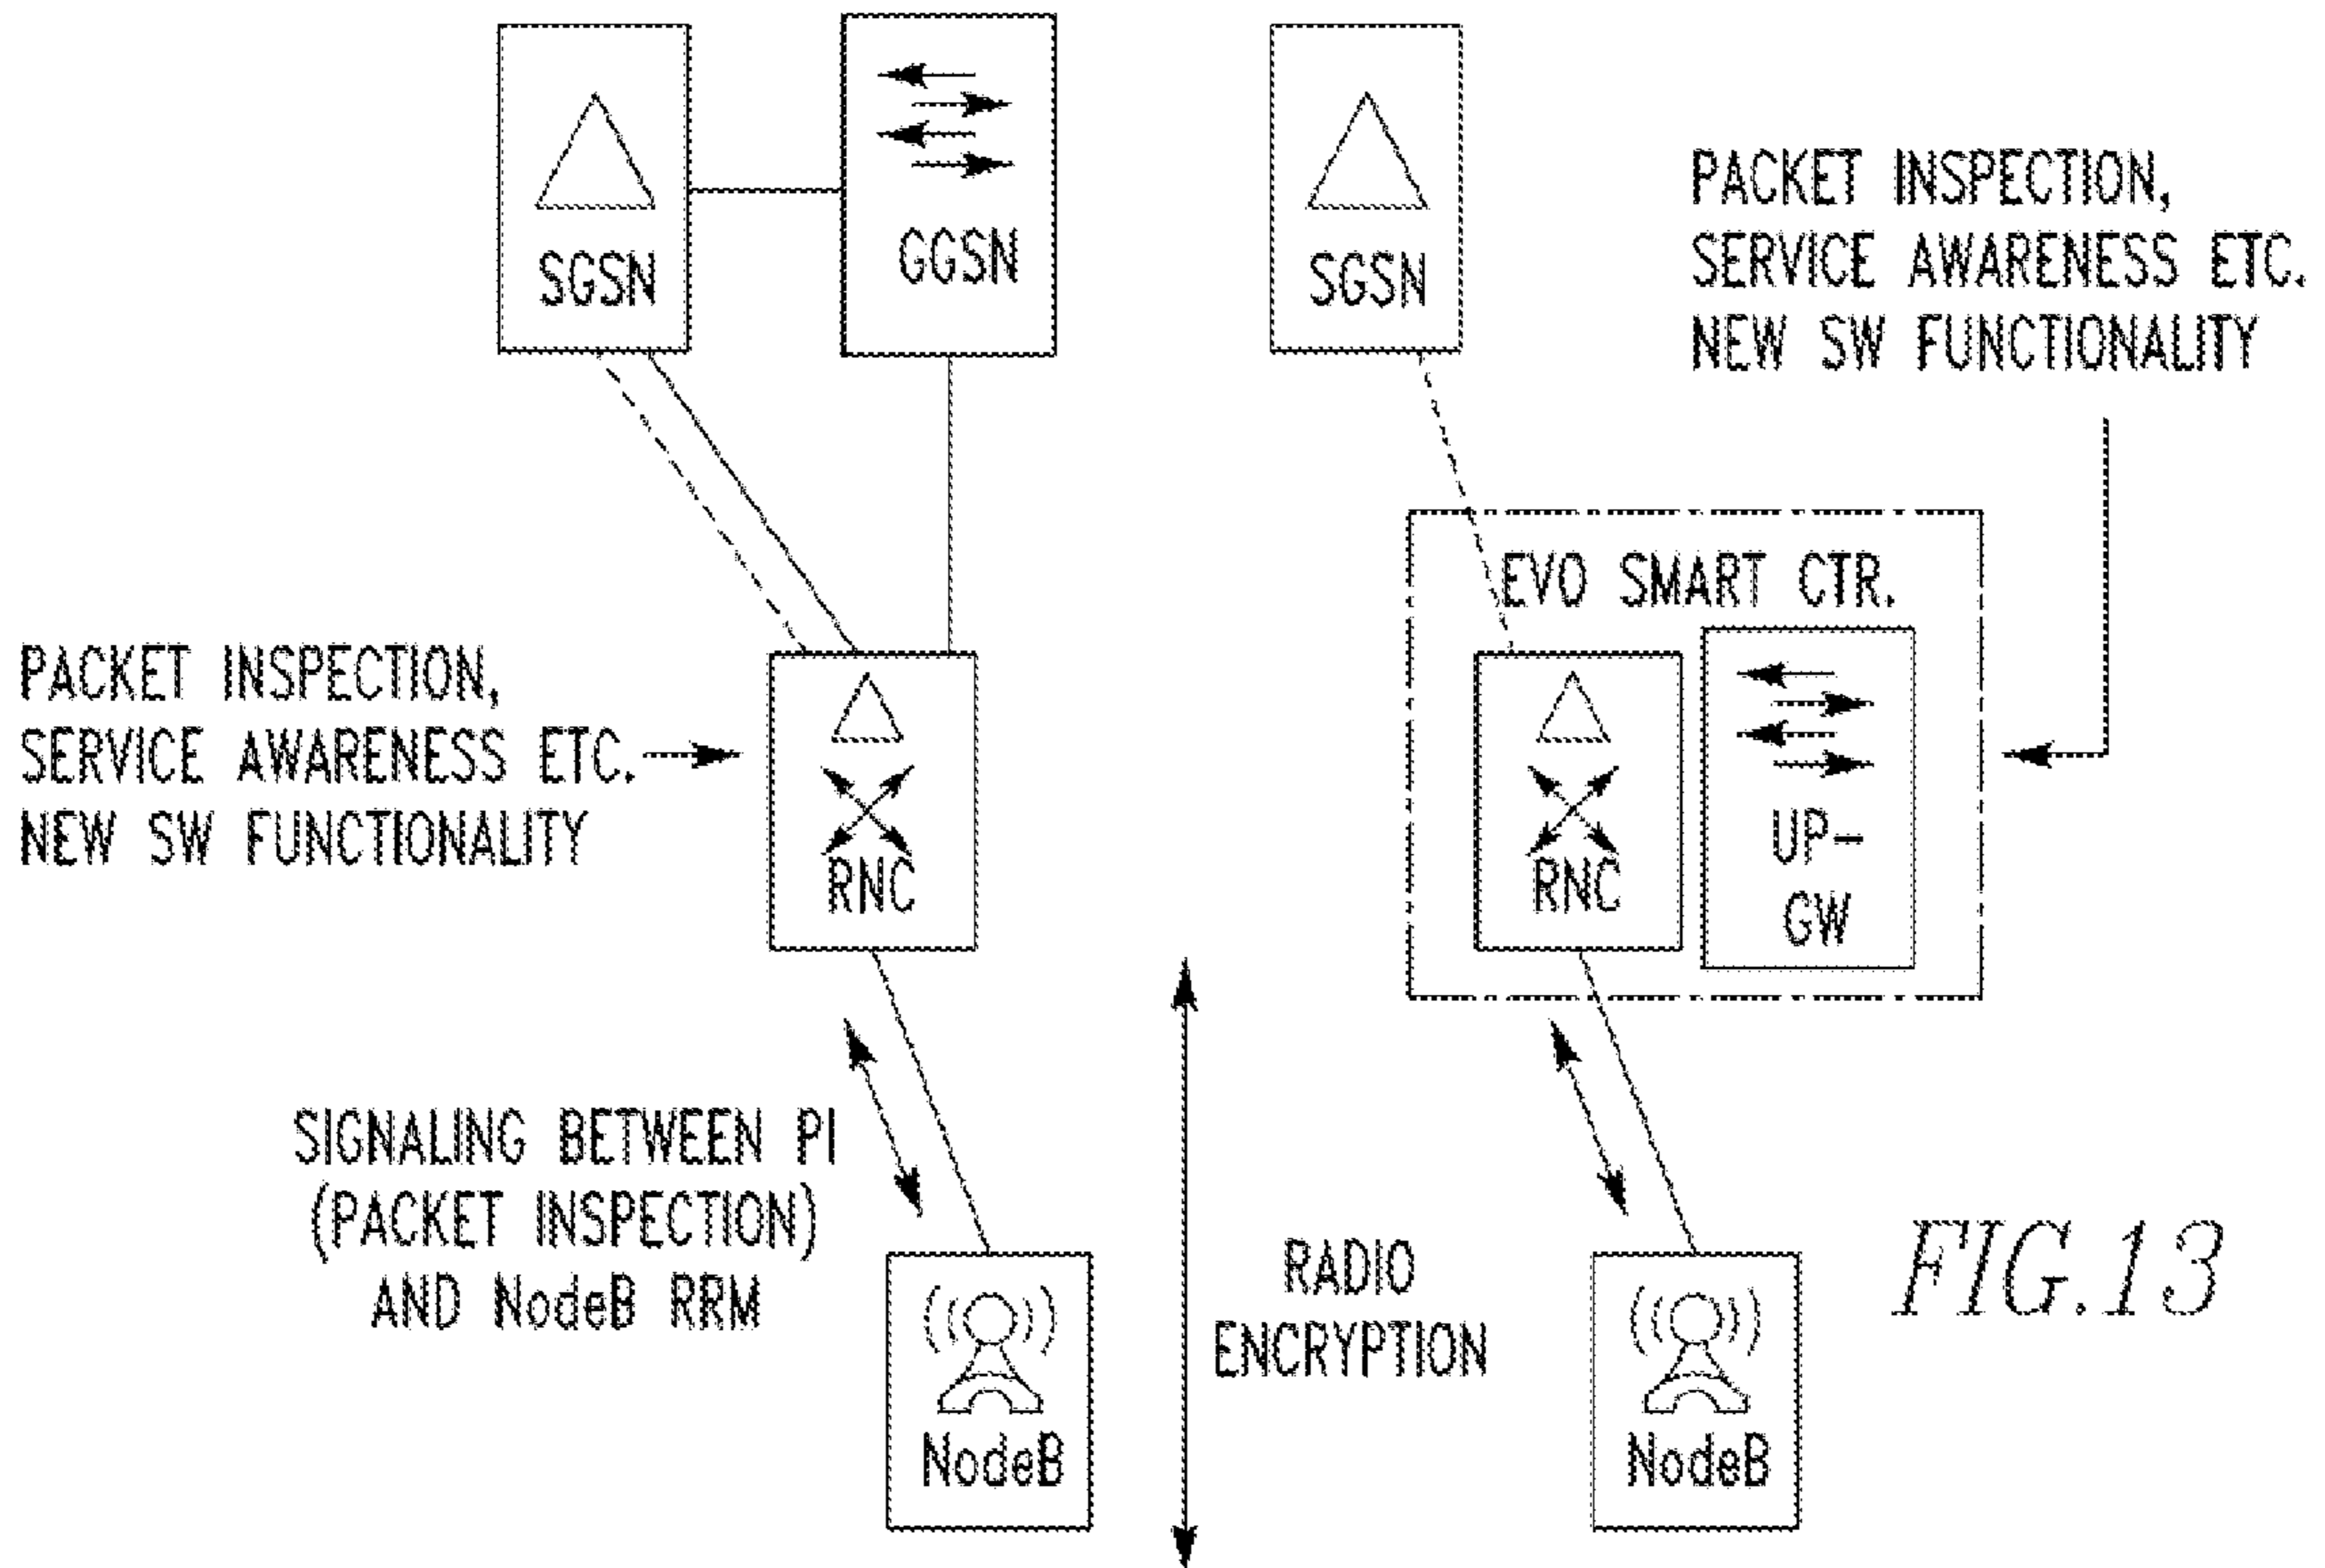 SGSN
GGSN
SGSN
PACKET INSPECTION,
SERVICE AWARENESS ETC.
NEW SW FUNCTIONALITY
EVO SMART CTR.
PACKET INSPECTION,
SERVICE AWARENESS ETC.
NEW SW FUNCTIONALITY
RNC
RNC
UP-
GW
SIGNALING BETWEEN PI
(PACKET INSPECTION)
AND NodeB RRM
RADIO
ENCRYPTION
NodeB
NodeB
FIG.13